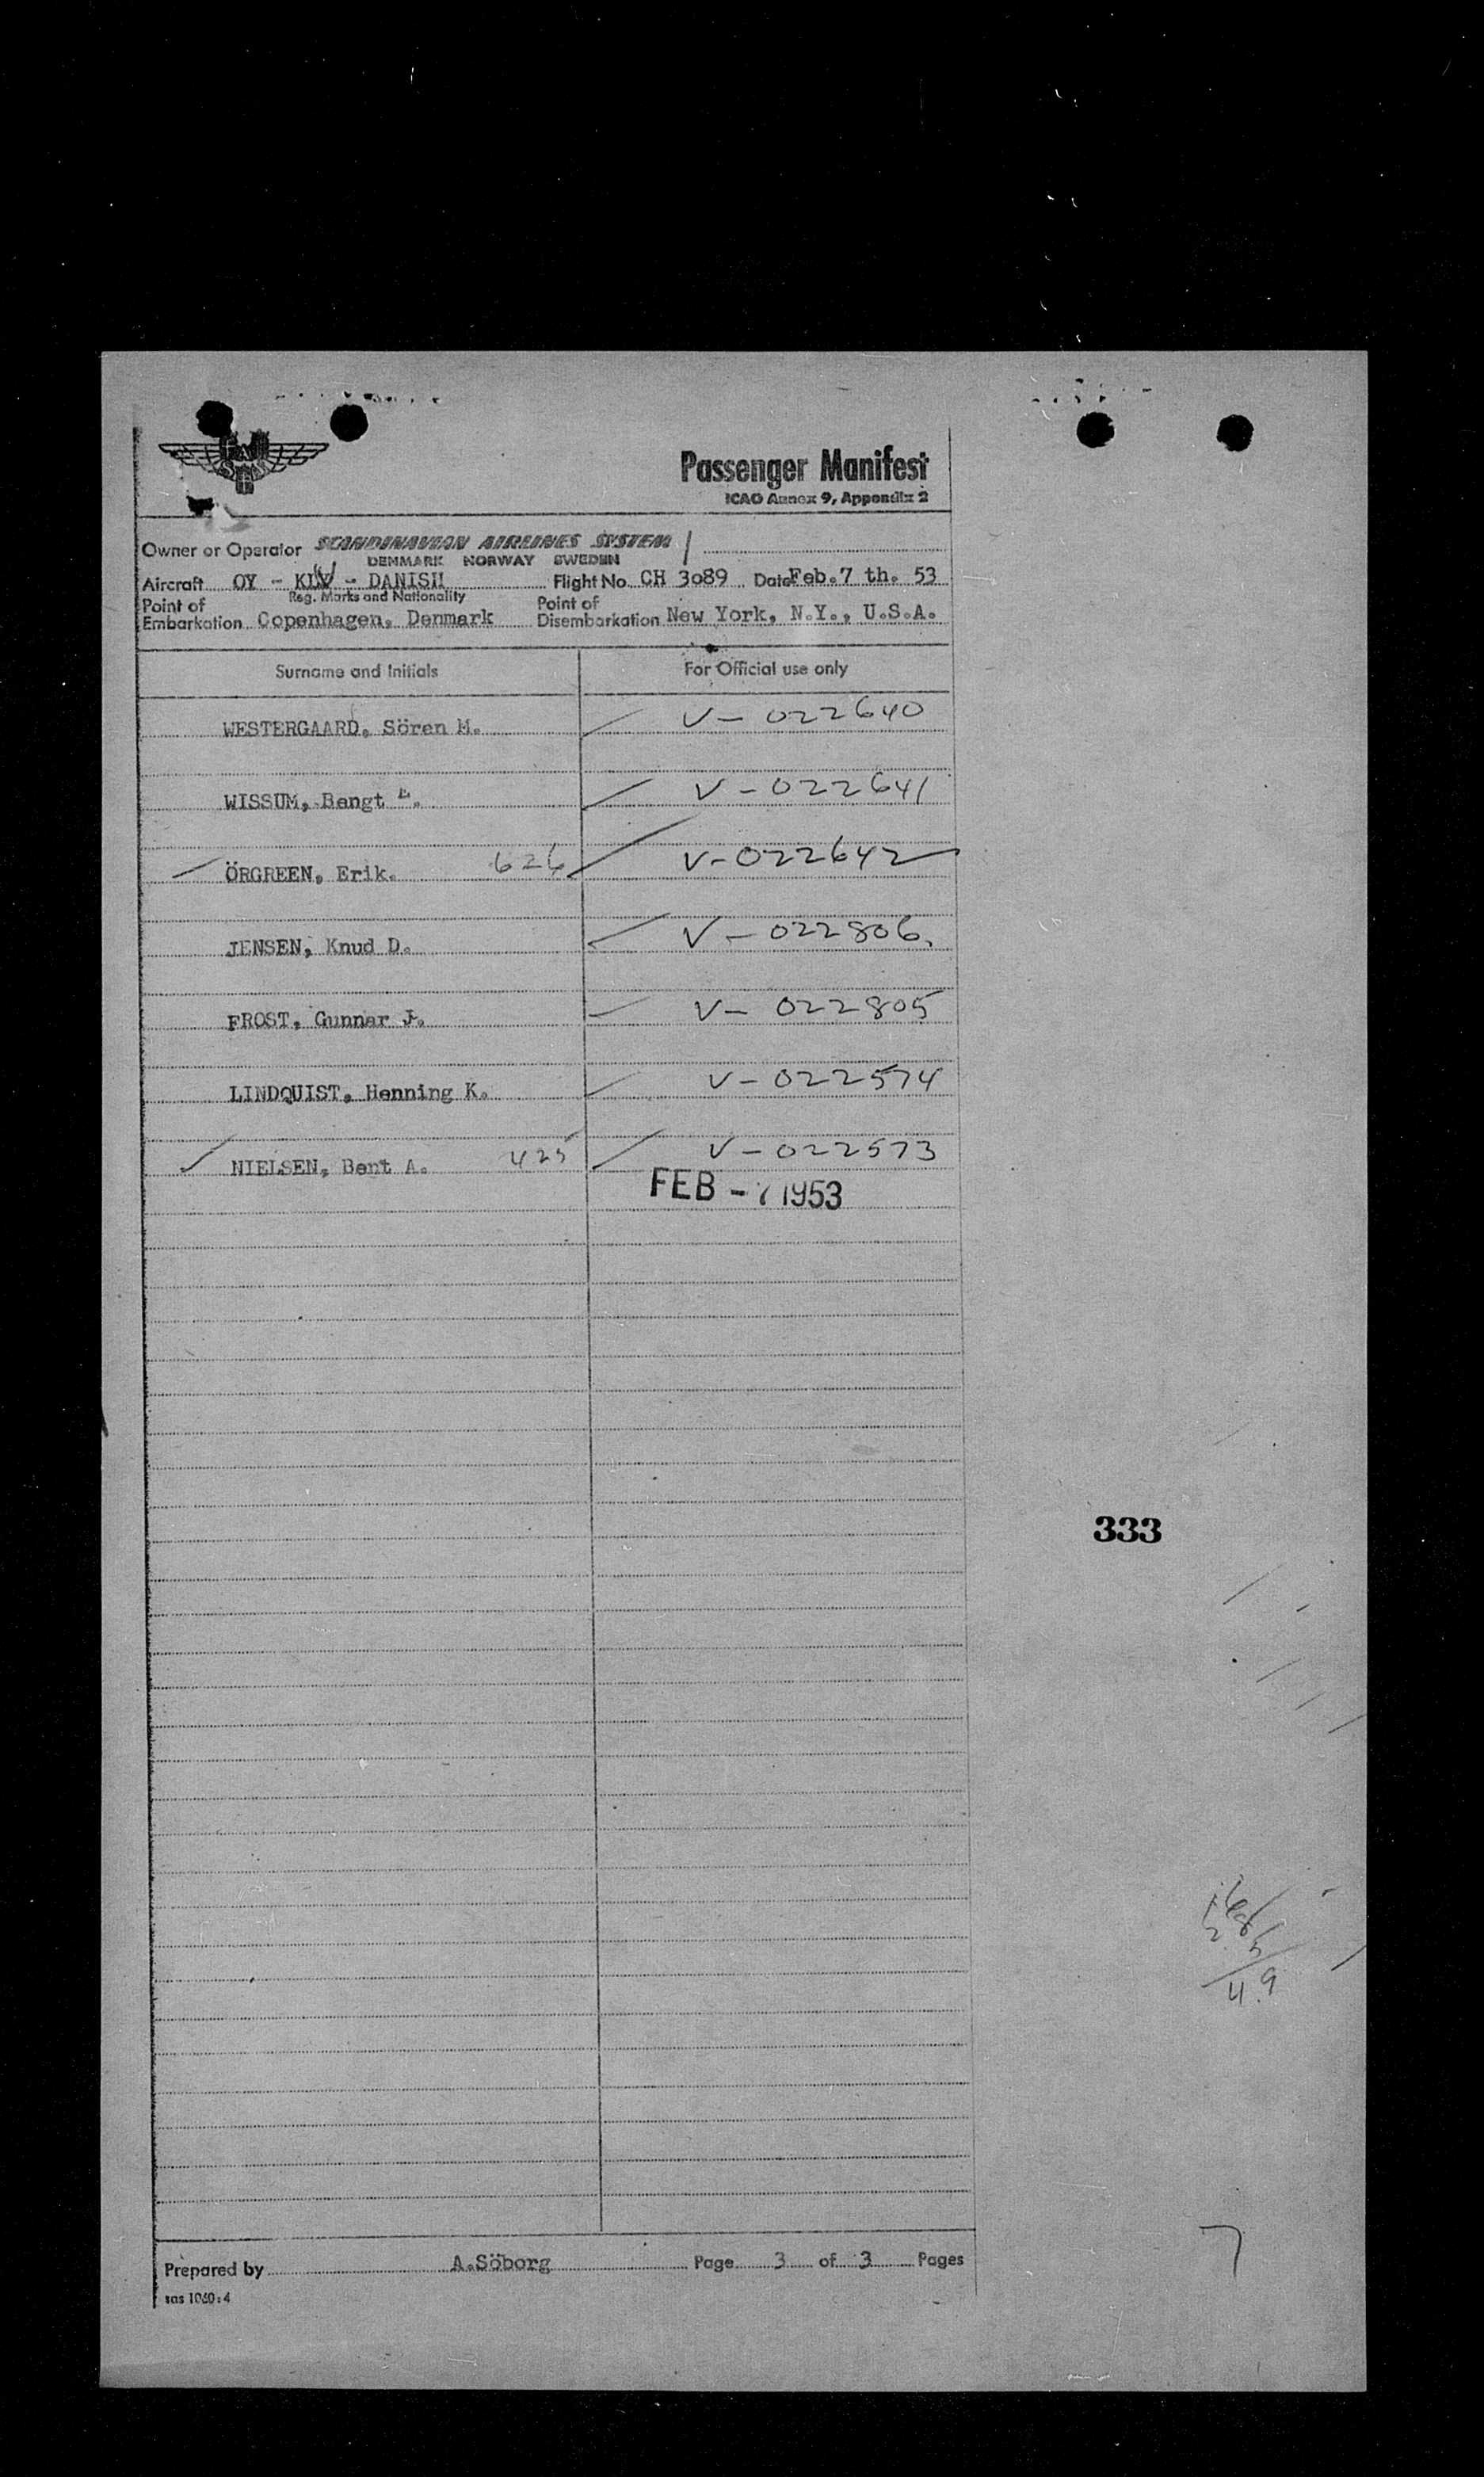 SAS
Passenger Manifest
ICAO Annex 9, Appendix 2
Owner or Operator SCANDINAVIAN AIRLINES SYSTEM
DENMARK NORWAY SWEDEN
Aircraft OY - - DANISH Flight No. CH 3089 Date Feb. 7 th. 53
Reg. Marks and Nationality
Point of Embarkation Copenhagen, Denmark Point of Disembarkation New York, N.Y., U.S.A.
Surname and Initials For Official use only
WESTERGAARD, Sören M. V-022640
WISSUM, Bengt V-022641
ÖRGREEN, Erik. 626 V-022642
JENSEN, Knud D. V-022806
FROST, Gunnar J. V-022805
LINDQUIST, Henning K. V-022574
NIELSEN, Bent A. 425 V-022573
FEB - 7 1953
333
49
7
Prepared by A.Söborg Page 3 of 3 Pages
sas 1060:4